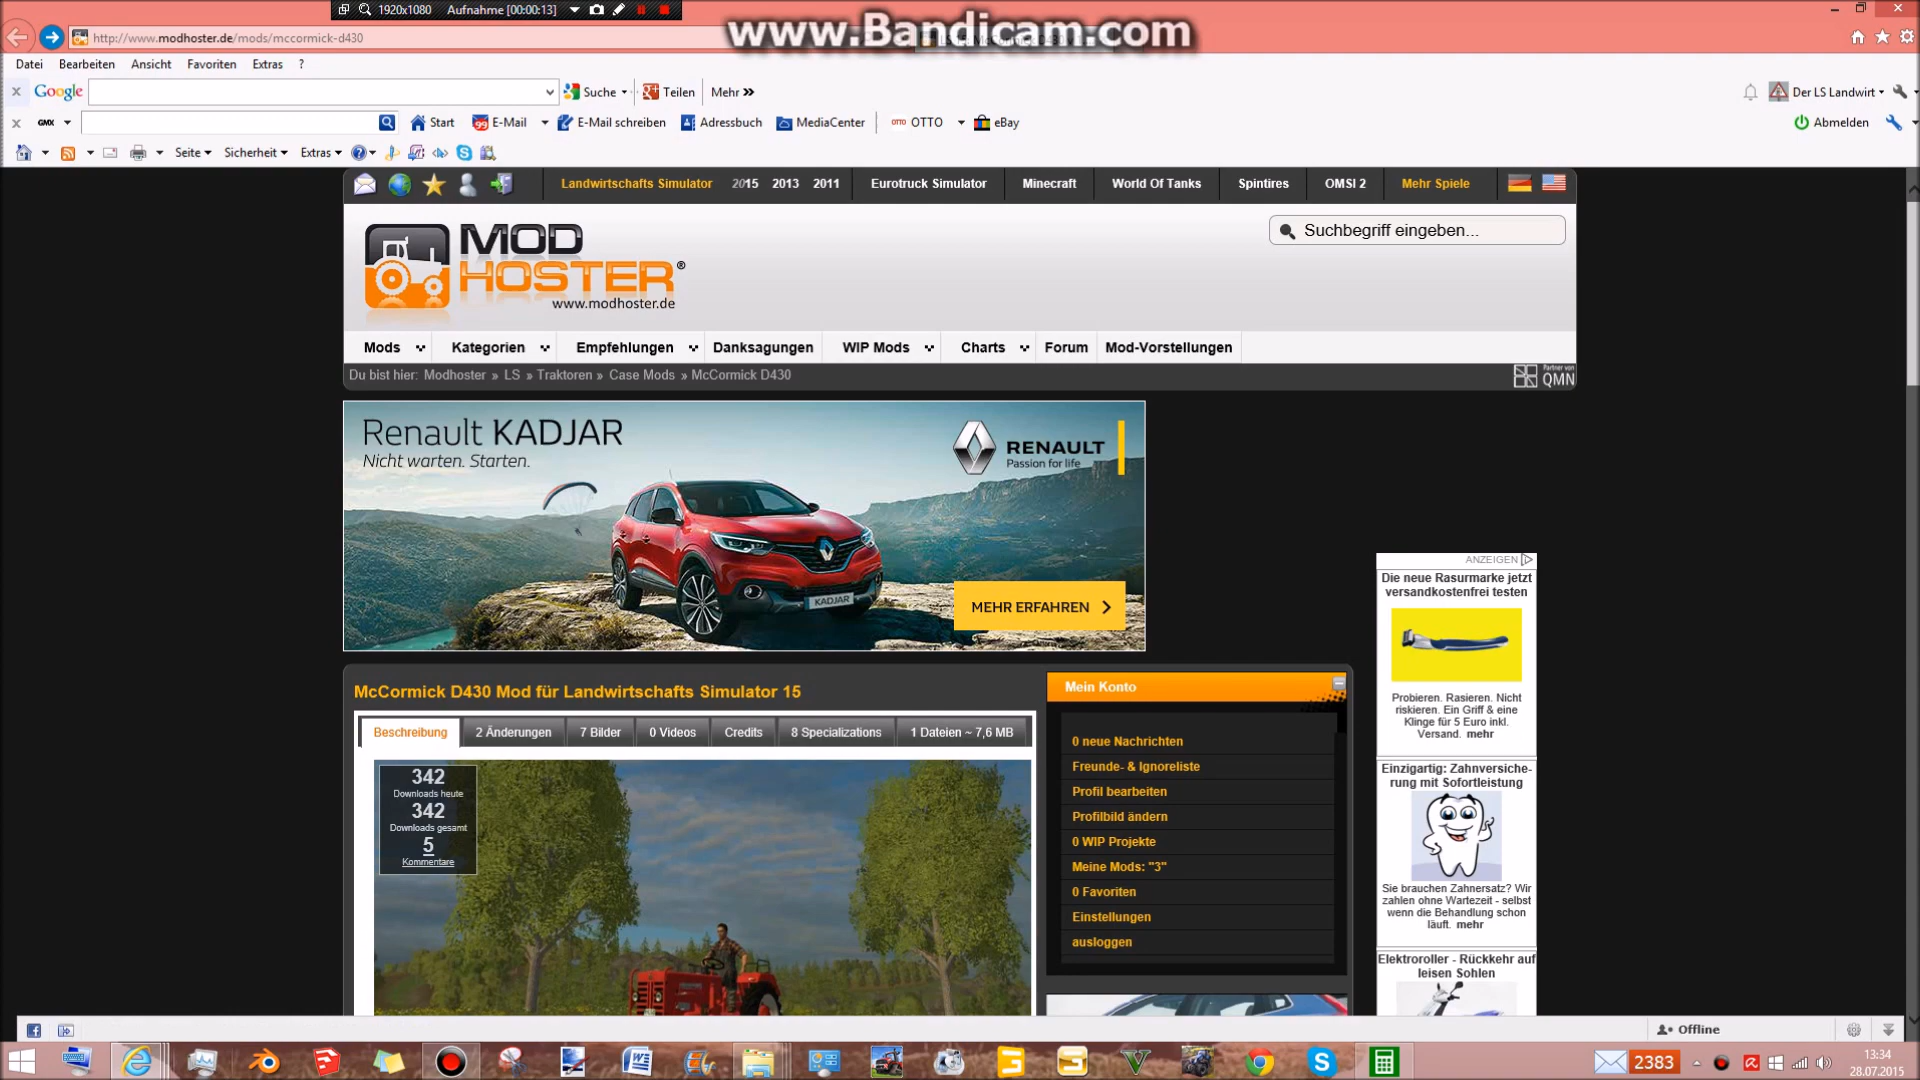 1920x1080 Aufnahme [00:00:13]
www.Bandicam.com
http://www.modhoster.de/mods/mccormick-d430
Datei Bearbeiten Ansicht Favoriten Extras ?
x Google Suche Teilen Mehr »
Der LS Landwirt
x GMX Start E-Mail E-Mail schreiben Adressbuch MediaCenter OTTO eBay
Abmelden
Seite Sicherheit Extras
Landwirtschafts Simulator 2015 2013 2011 Eurotruck Simulator Minecraft World Of Tanks Spintires OMSI 2 Mehr Spiele
MOD
HOSTER®
www.modhoster.de
Suchbegriff eingeben...
Mods Kategorien Empfehlungen Danksagungen WIP Mods Charts Forum Mod-Vorstellungen
Du bist hier: Modhoster » LS » Traktoren » Case Mods » McCormick D430
Partner von
QMN
Renault KADJAR
Nicht warten. Starten.
RENAULT
Passion for life
KADJAR
MEHR ERFAHREN
ANZEIGEN
Die neue Rasurmarke jetzt
versandkostenfrei testen
Probieren. Rasieren. Nicht
riskieren. Ein Griff & eine
Klinge für 5 Euro inkl.
Versand. mehr
Einzigartig: Zahnversiche-
rung mit Sofortleistung
Sie brauchen Zahnersatz? Wir
zahlen ohne Wartezeit - selbst
wenn die Behandlung schon
läuft. mehr
Elektroroller - Rückkehr auf
leisen Sohlen
McCormick D430 Mod für Landwirtschafts Simulator 15
Beschreibung 2 Änderungen 7 Bilder 0 Videos Credits 8 Specializations 1 Dateien ~ 7,6 MB
342
Downloads heute
342
Downloads gesamt
5
Kommentare
Mein Konto
0 neue Nachrichten
Freunde- & Ignoreliste
Profil bearbeiten
Profilbild ändern
0 WIP Projekte
Meine Mods: "3"
0 Favoriten
Einstellungen
ausloggen
Offline
2383
13:34
28.07.2015